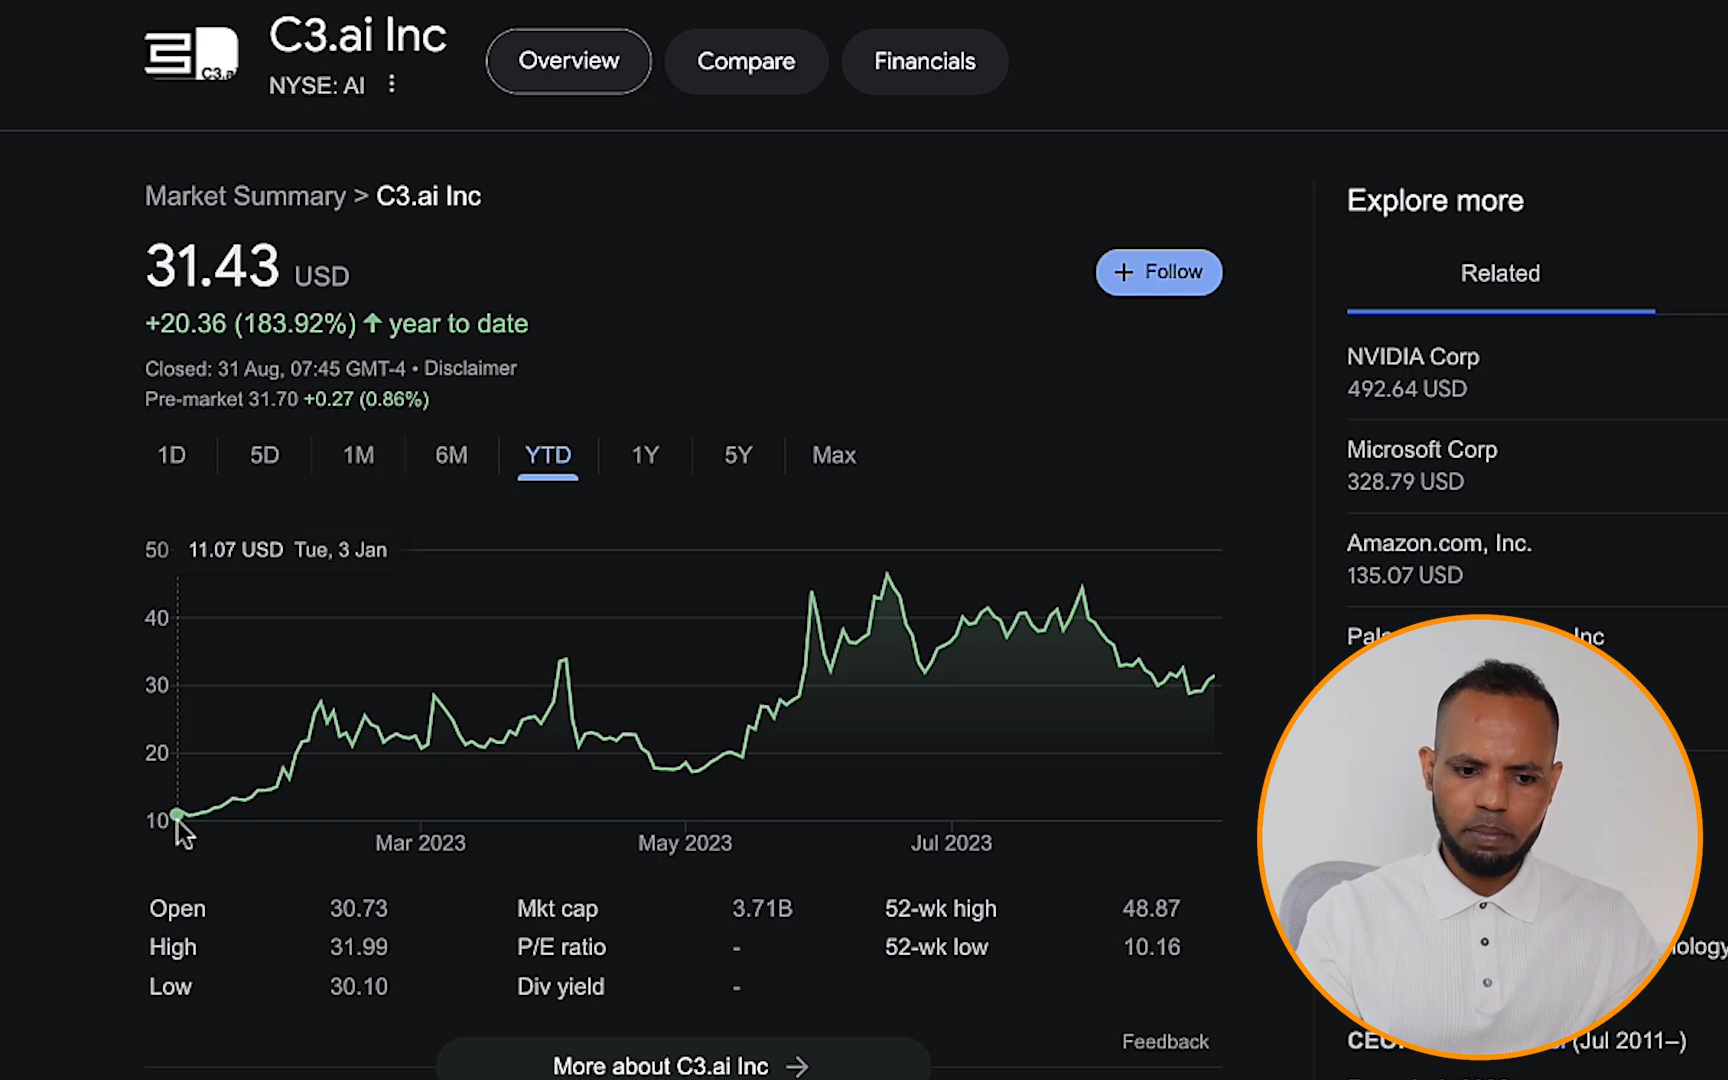 C3.ai Inc
NYSE: AI
Overview
Compare
Financials
Market Summary > C3.ai Inc
31.43 USD
+20.36 (183.92%) ↑ year to date
Closed: 31 Aug, 07:45 GMT-4 • Disclaimer
Pre-market 31.70 +0.27 (0.86%)
+ Follow
1D 5D 1M 6M YTD 1Y 5Y Max
11.07 USD Tue, 3 Jan
50
40
30
20
10
Mar 2023 May 2023 Jul 2023
Open 30.73 Mkt cap 3.71B 52-wk high 48.87
High 31.99 P/E ratio - 52-wk low 10.16
Low 30.10 Div yield -
Feedback
More about C3.ai Inc →
Explore more
Related
NVIDIA Corp
492.64 USD
Microsoft Corp
328.79 USD
Amazon.com, Inc.
135.07 USD
(Jul 2011–)